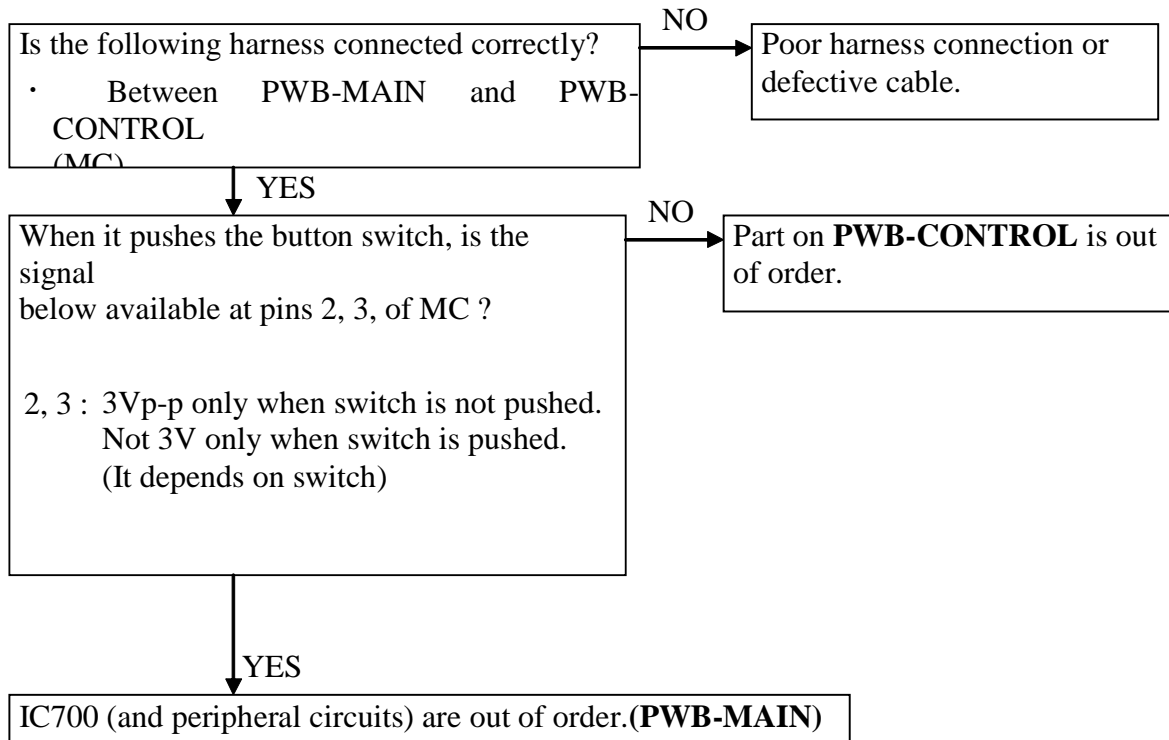 NO
Is the following harness connected correctly?
・ Between PWB-MAIN and PWB-
CONTROL
(MC)
Poor harness connection or
defective cable.
YES
When it pushes the button switch, is the
signal
below available at pins 2, 3, of MC ?
2, 3 : 3Vp-p only when switch is not pushed.
Not 3V only when switch is pushed.
(It depends on switch)
NO
Part on PWB-CONTROL is out
of order.
YES
IC700 (and peripheral circuits) are out of order.(PWB-MAIN)